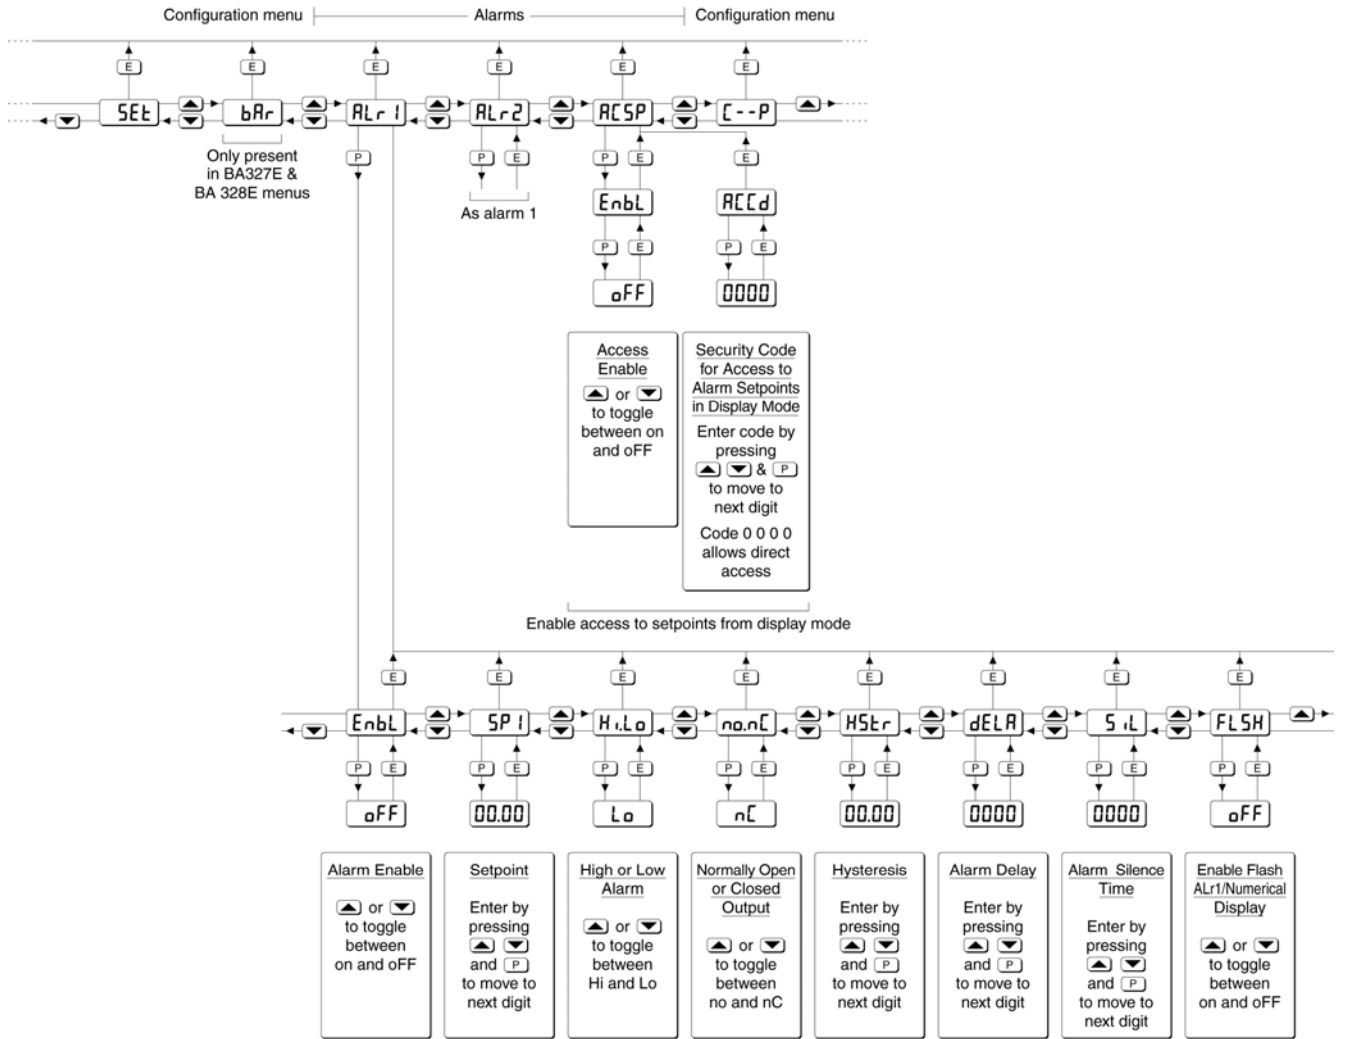 Configuration menu Alarms Configuration menu
E E E E E E
SEt bAr ALr1 ALr2 ACSP C--P
Only present
in BA327E &
BA 328E menus
P P E P E E
As alarm 1
EnbL ACCd
P E P E
oFF 0000
Access
Enable
or
to toggle
between on
and oFF
Security Code
for Access to
Alarm Setpoints
in Display Mode
Enter code by
pressing
& P
to move to
next digit
Code 0 0 0 0
allows direct
access
Enable access to setpoints from display mode
E E E E E E E E
EnbL SP1 Hi.Lo no.nC HStr dELA SiL FLSH
P E P E P E P E P E P E P E P E
oFF 00.00 Lo nC 00.00 0000 0000 oFF
Alarm Enable
or
to toggle
between
on and oFF
Setpoint
Enter by
pressing
and P
to move to
next digit
High or Low
Alarm
or
to toggle
between
Hi and Lo
Normally Open
or Closed
Output
or
to toggle
between
no and nC
Hysteresis
Enter by
pressing
and P
to move to
next digit
Alarm Delay
Enter by
pressing
and P
to move to
next digit
Alarm Silence
Time
Enter by
pressing
and P
to move to
next digit
Enable Flash
ALr1/Numerical
Display
or
to toggle
between
on and oFF